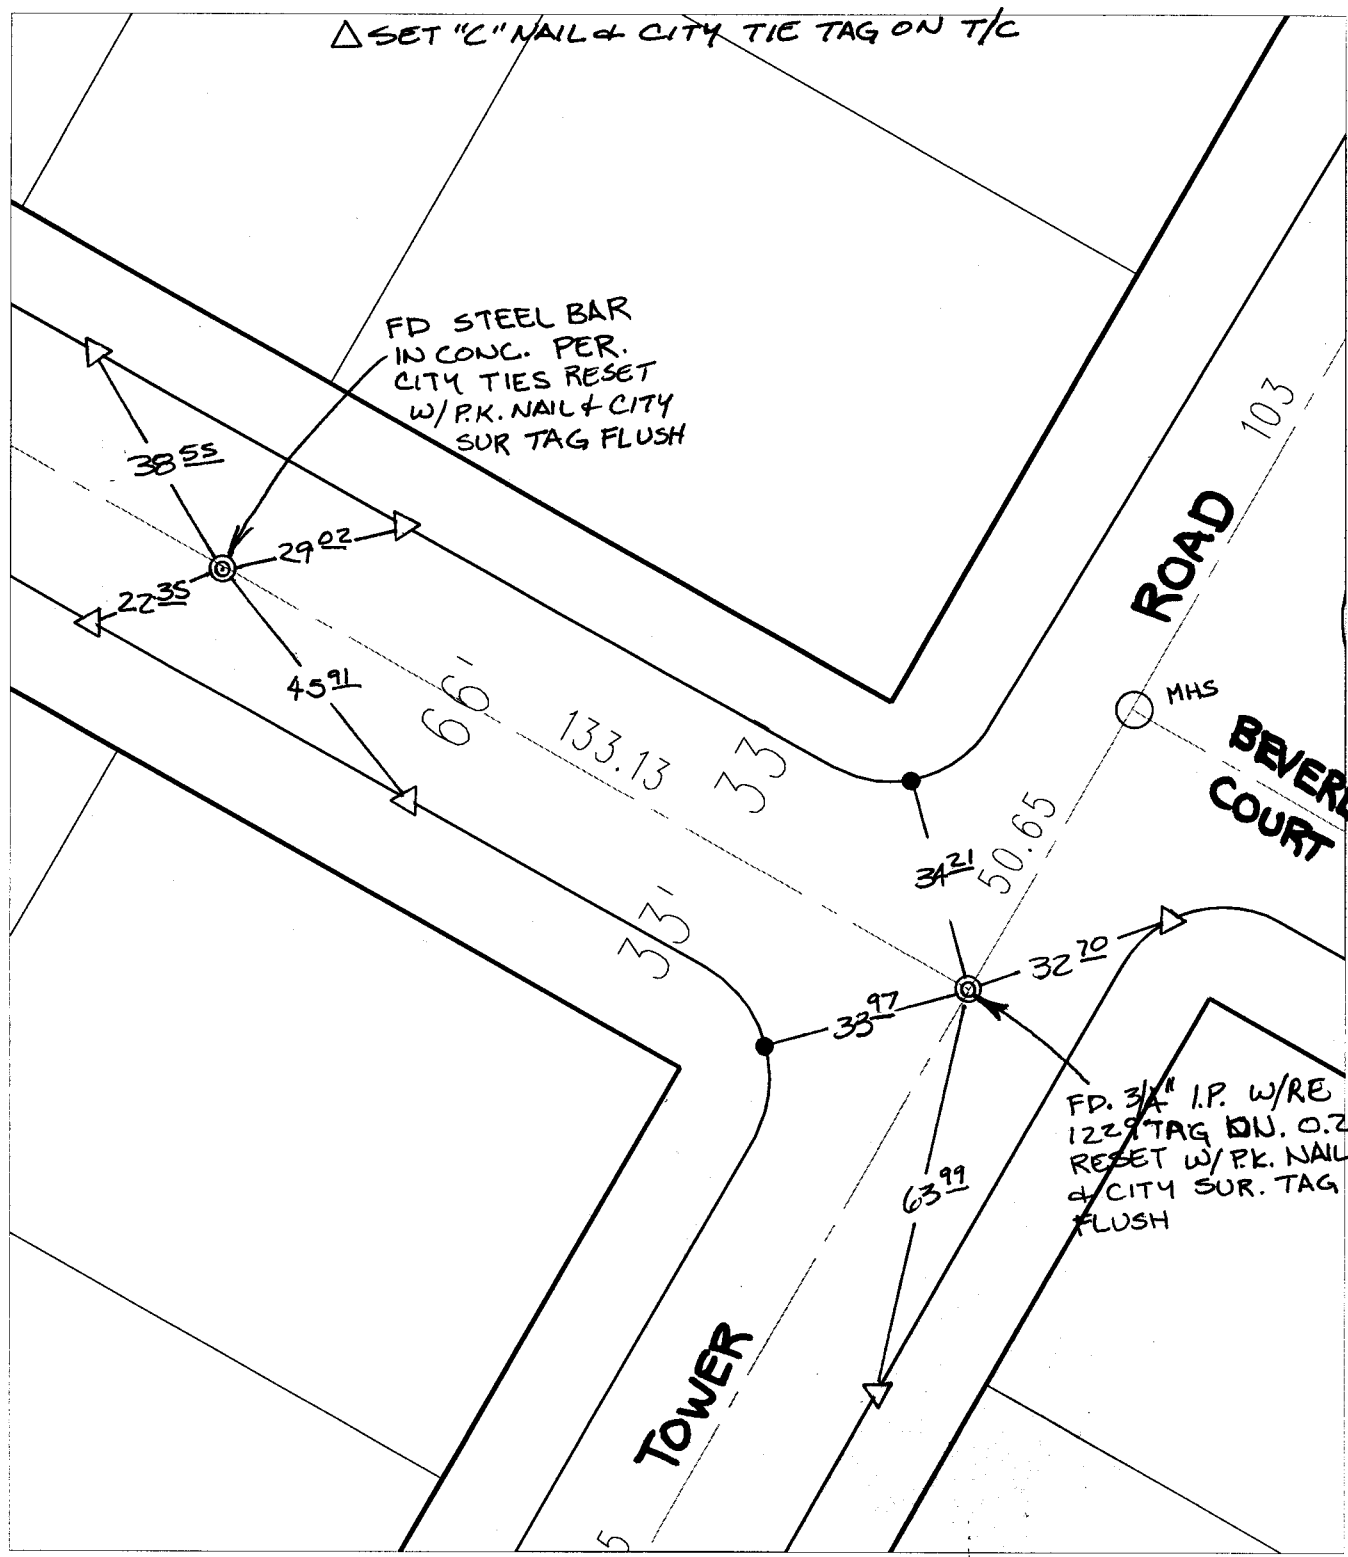 △ SET "C" NAIL & CITY TIE TAG ON T/C
FD STEEL BAR
IN CONC. PER.
CITY TIES RESET
W/ P.K. NAIL & CITY
SUR TAG FLUSH
38 55
29 02
22 35
45 91
66'
133.13
33'
33'
103
ROAD
MHS
BEVERL
COURT
50.65
34 21
32 70
33 97
63 99
FD. 3/4" I.P. W/RE
1229 TAG DN. 0.2
RESET W/ P.K. NAIL
& CITY SUR. TAG
FLUSH
TOWER
5